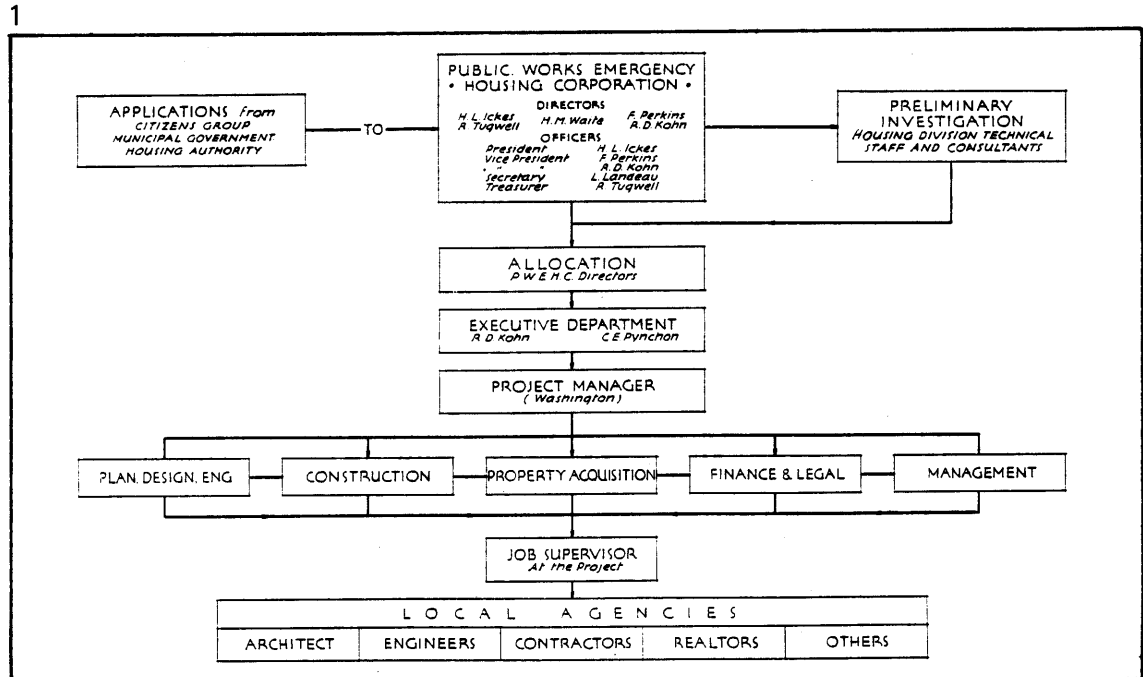 1
APPLICATIONS from
CITIZENS GROUP
MUNICIPAL GOVERNMENT
HOUSING AUTHORITY
TO
PUBLIC. WORKS EMERGENCY
• HOUSING CORPORATION •
DIRECTORS
H. L. Ickes H. M. Waite F. Perkins
R. Tugwell R. D. Kohn
OFFICERS
President H. L. Ickes
Vice President F. Perkins
" " R. D. Kohn
Secretary L. Landeau
Treasurer R Tugwell
PRELIMINARY
INVESTIGATION
HOUSING DIVISION TECHNICAL
STAFF AND CONSULTANTS
ALLOCATION
P W E H C. Directors
EXECUTIVE DEPARTMENT
R D Kohn C E Pynchon
PROJECT MANAGER
(Washington)
PLAN, DESIGN, ENG
CONSTRUCTION
PROPERTY ACQUISITION
FINANCE & LEGAL
MANAGEMENT
JOB SUPERVISOR
At the Project
LOCAL AGENCIES
ARCHITECT ENGINEERS CONTRACTORS REALTORS OTHERS